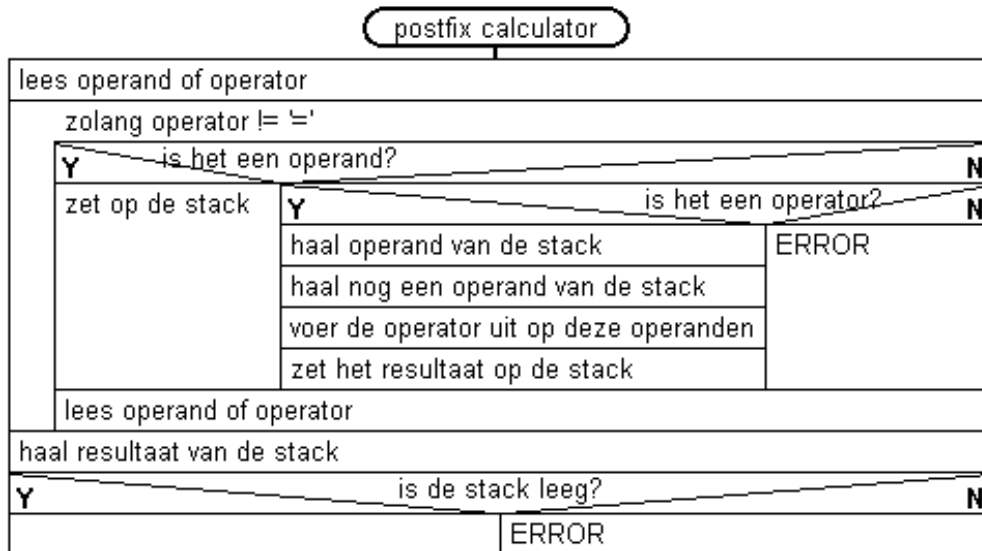 postfix calculator
lees operand of operator
zolang operator != '='
is het een operand?
Y N
zet op de stack
is het een operator?
Y N
haal operand van de stack
ERROR
haal nog een operand van de stack
voer de operator uit op deze operanden
zet het resultaat op de stack
lees operand of operator
haal resultaat van de stack
is de stack leeg?
Y N
ERROR